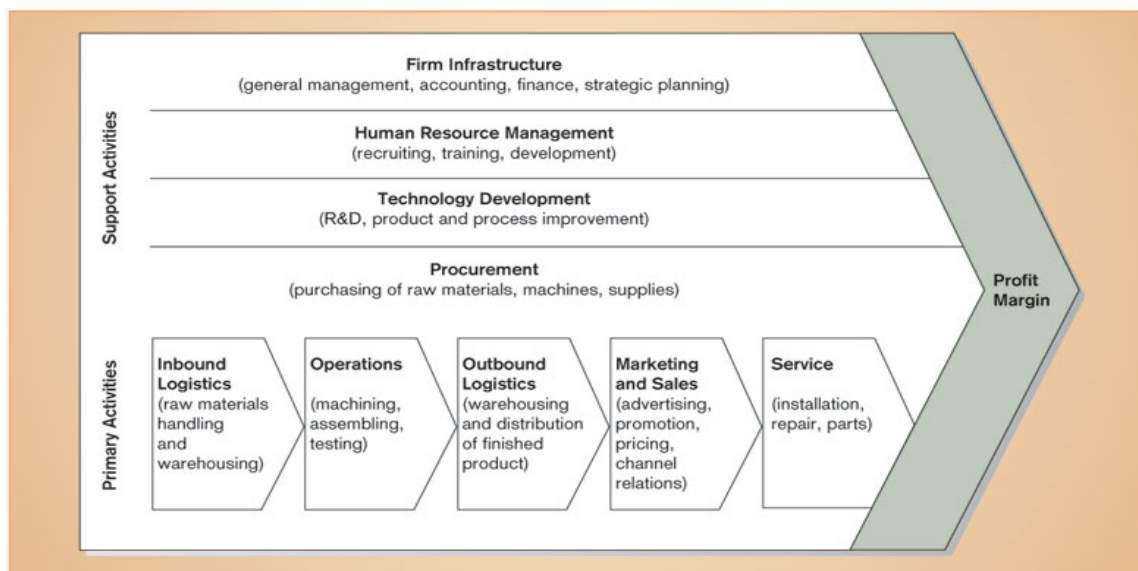 Support Activities
Firm Infrastructure
(general management, accounting, finance, strategic planning)
Human Resource Management
(recruiting, training, development)
Technology Development
(R&D, product and process improvement)
Procurement
(purchasing of raw materials, machines, supplies)
Profit
Margin
Primary Activities
Inbound
Logistics
(raw materials
handling
and
warehousing)
Operations
(machining,
assembling,
testing)
Outbound
Logistics
(warehousing
and distribution
of finished
product)
Marketing
and Sales
(advertising,
promotion,
pricing,
channel
relations)
Service
(installation,
repair, parts)